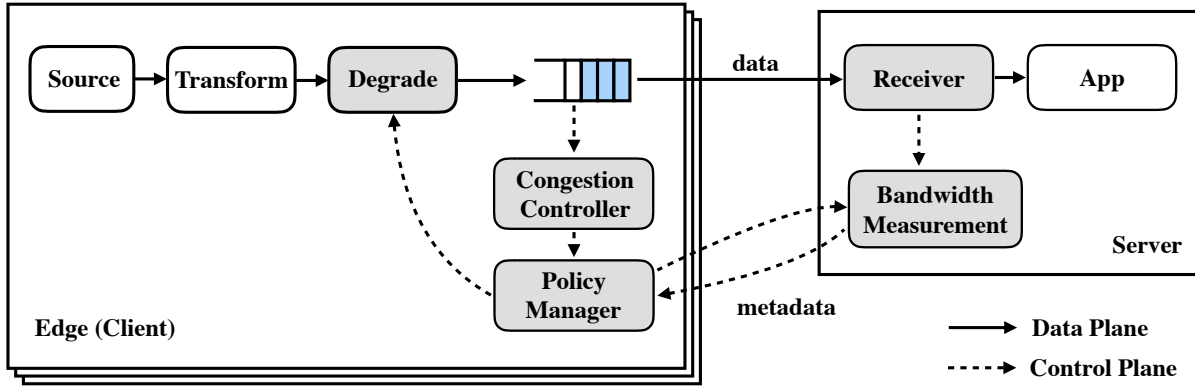 Source
Transform
Degrade
data
Receiver
App
Congestion
Controller
Bandwidth
Measurement
Server
Policy
Manager
metadata
Edge (Client)
Data Plane
Control Plane